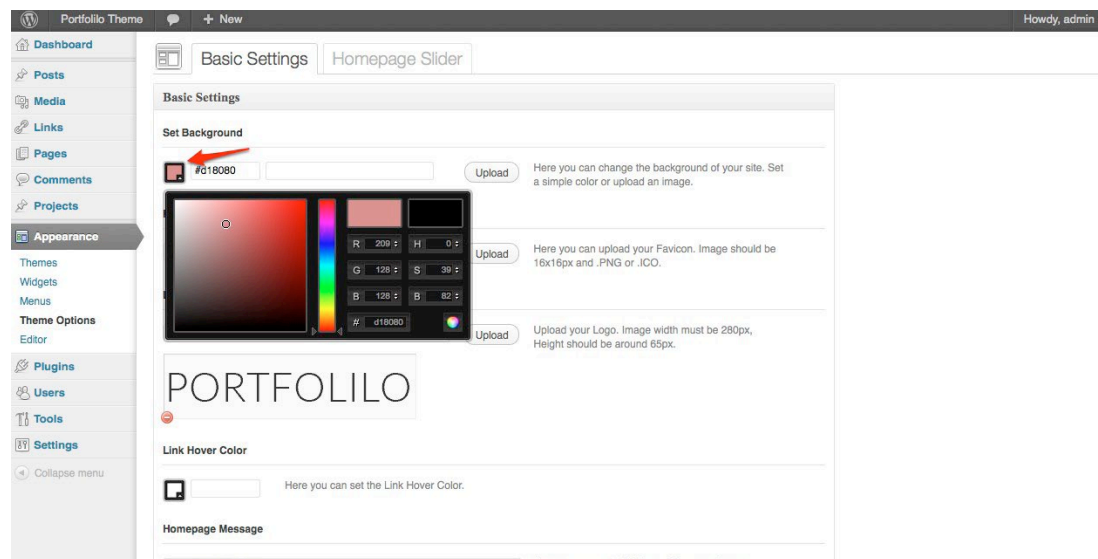 Portfolilo Theme + New Howdy, admin
Dashboard
Posts
Media
Links
Pages
Comments
Projects
Appearance
Themes
Widgets
Menus
Theme Options
Editor
Plugins
Users
Tools
Settings
Collapse menu
Basic Settings Homepage Slider
Basic Settings
Set Background
#d18080 Upload
Here you can change the background of your site. Set
a simple color or upload an image.
R 209 H 0
G 128 S 39
B 128 B 82
# d18080
Upload
Here you can upload your Favicon. Image should be
16x16px and .PNG or .ICO.
Upload
Upload your Logo. Image width must be 280px,
Height should be around 65px.
PORTFOLILO
Link Hover Color
Here you can set the Link Hover Color.
Homepage Message